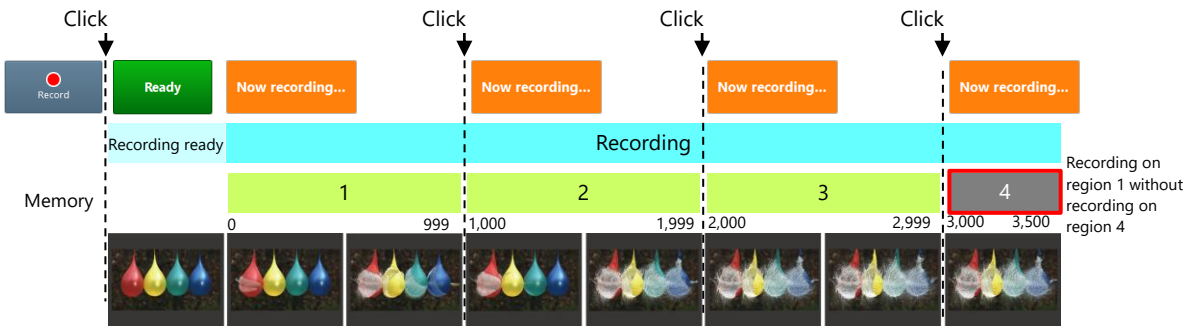 Click
Click
Click
Click
Record
Ready
Now recording...
Now recording...
Now recording...
Now recording...
Recording ready
Recording
Memory
1
2
3
4
Recording on
region 1 without
recording on
region 4
0
999
1,000
1,999
2,000
2,999
3,000
3,500